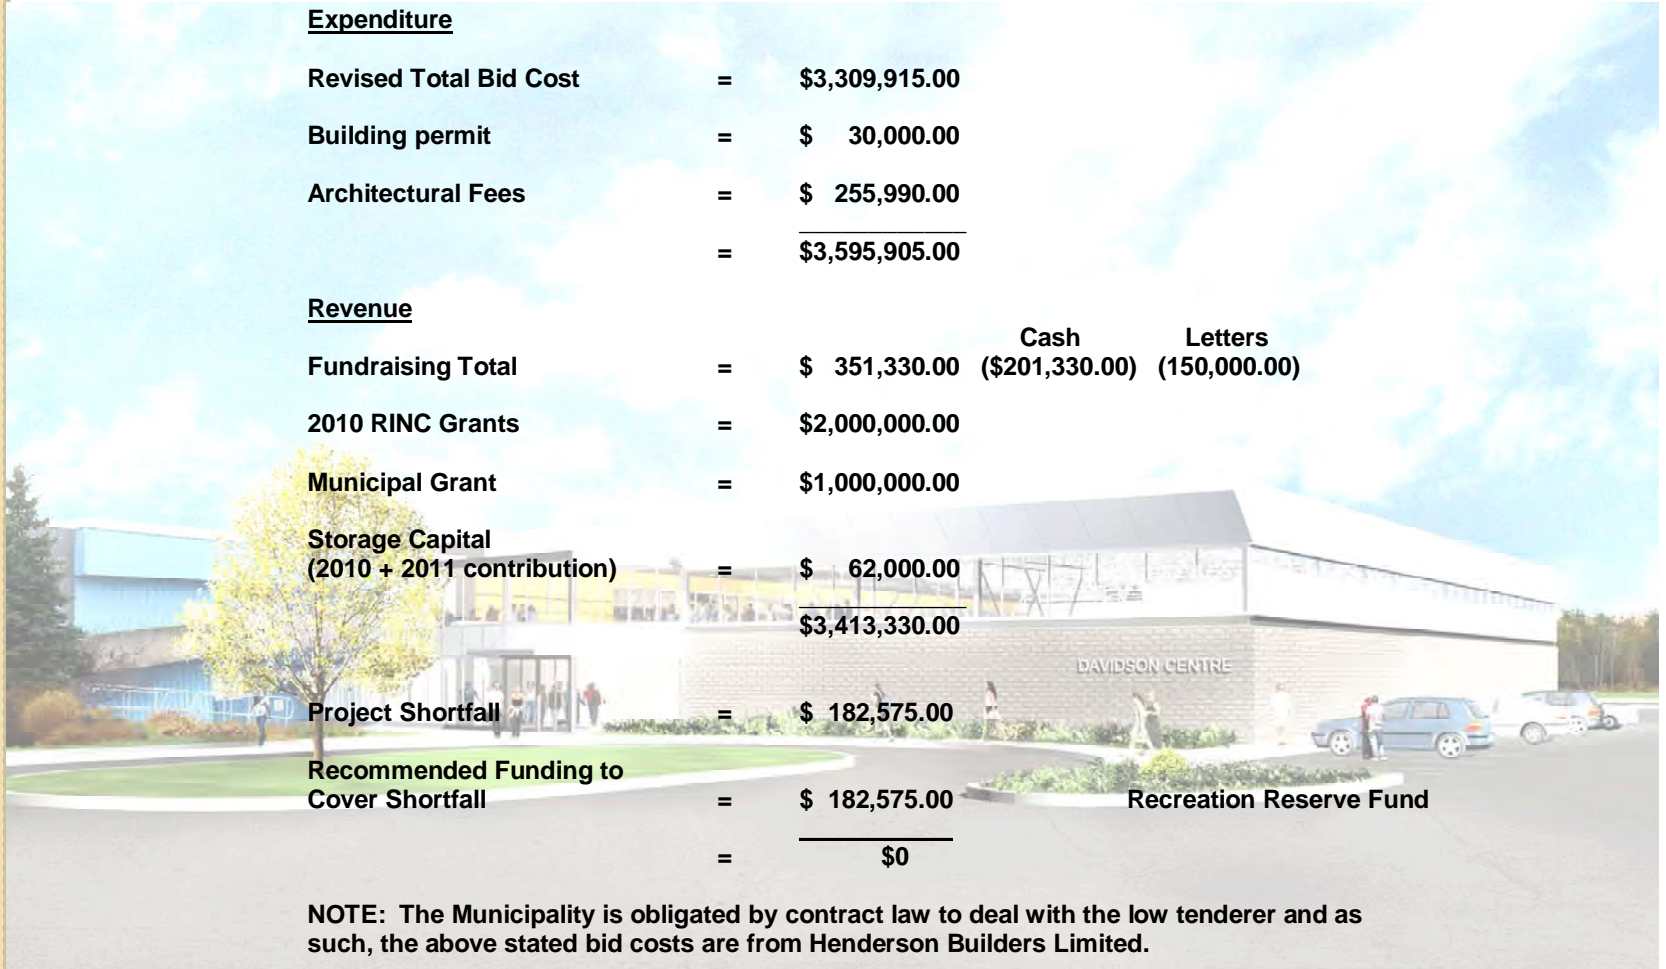 Expenditure
Revised Total Bid Cost = $3,309,915.00
Building permit = $ 30,000.00
Architectural Fees = $ 255,990.00
= $3,595,905.00
Revenue
Cash Letters
Fundraising Total = $ 351,330.00 ($201,330.00) (150,000.00)
2010 RINC Grants = $2,000,000.00
Municipal Grant = $1,000,000.00
Storage Capital
(2010 + 2011 contribution) = $ 62,000.00
$3,413,330.00
DAVIDSON CENTRE
Project Shortfall = $ 182,575.00
Recommended Funding to
Cover Shortfall = $ 182,575.00 Recreation Reserve Fund
= $0
NOTE: The Municipality is obligated by contract law to deal with the low tenderer and as
such, the above stated bid costs are from Henderson Builders Limited.